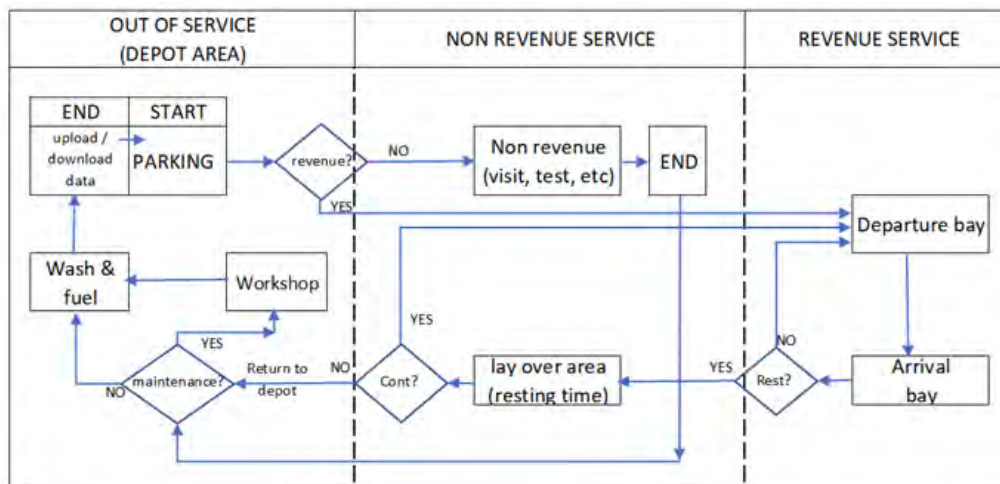 OUT OF SERVICE
(DEPOT AREA)
NON REVENUE SERVICE
REVENUE SERVICE
END
START
upload /
download
data
PARKING
revenue?
NO
YES
Non revenue
(visit, test, etc)
END
Departure bay
Wash &
fuel
Workshop
YES
maintenance?
NO
Return to
depot
NO
Cont?
YES
lay over area
(resting time)
YES
Rest?
NO
Arrival
bay